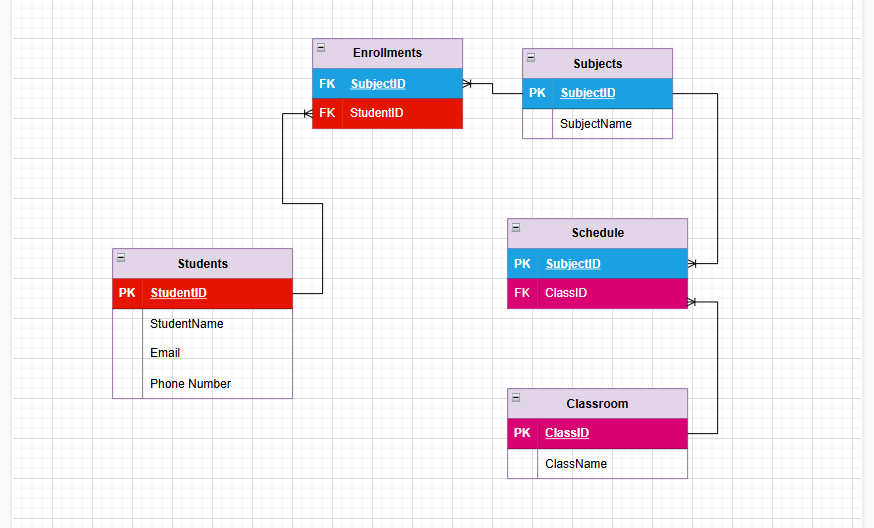 Enrollments
FK SubjectID
FK StudentID
Subjects
PK SubjectID
SubjectName
Students
PK StudentID
StudentName
Email
Phone Number
Schedule
PK SubjectID
FK ClassID
Classroom
PK ClassID
ClassName